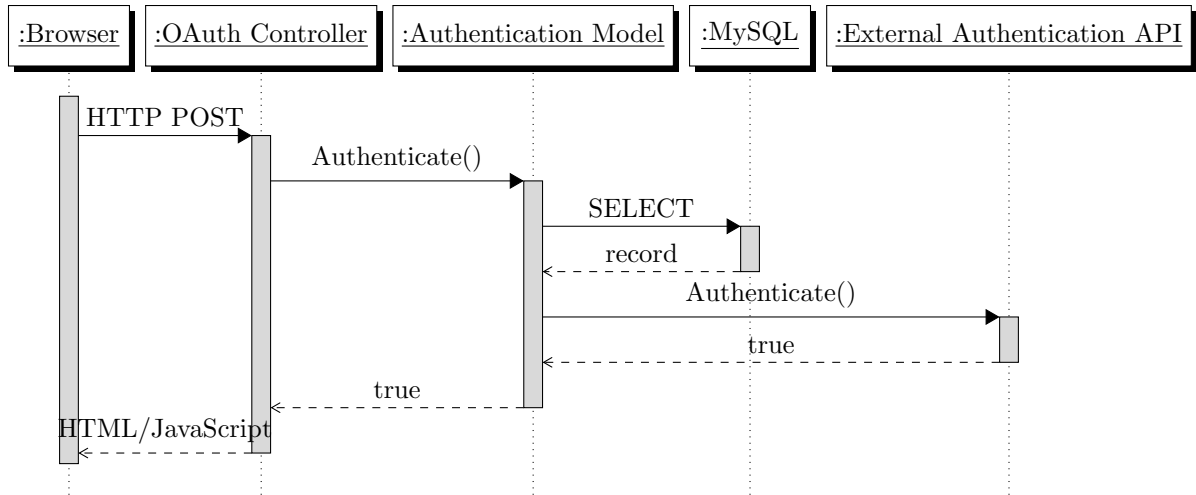 :Browser
:OAuth Controller
:Authentication Model
:MySQL
:External Authentication API
HTTP POST
Authenticate()
SELECT
record
Authenticate()
true
true
HTML/JavaScript